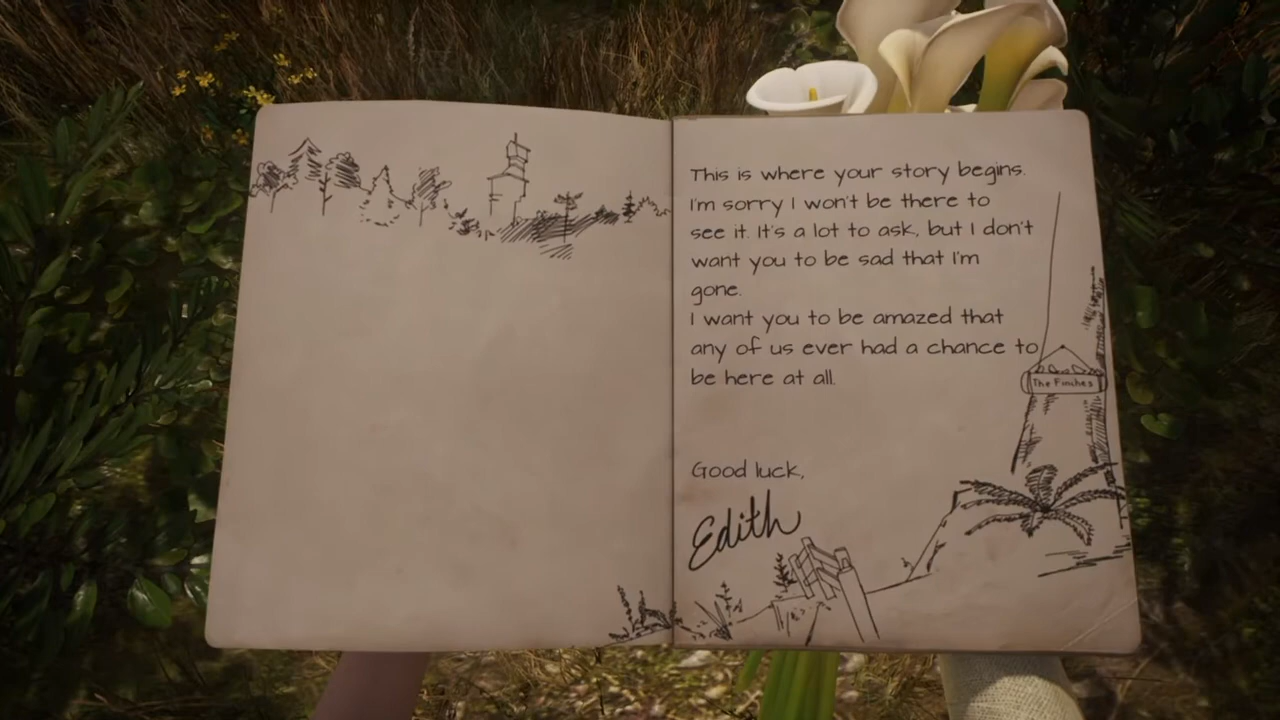 This is where your story begins.
I'm sorry I won't be there to
see it. It's a lot to ask, but I don't
want you to be sad that I'm
gone.
I want you to be amazed that
any of us ever had a chance to
be here at all.
The Finches
Good luck,
Edith